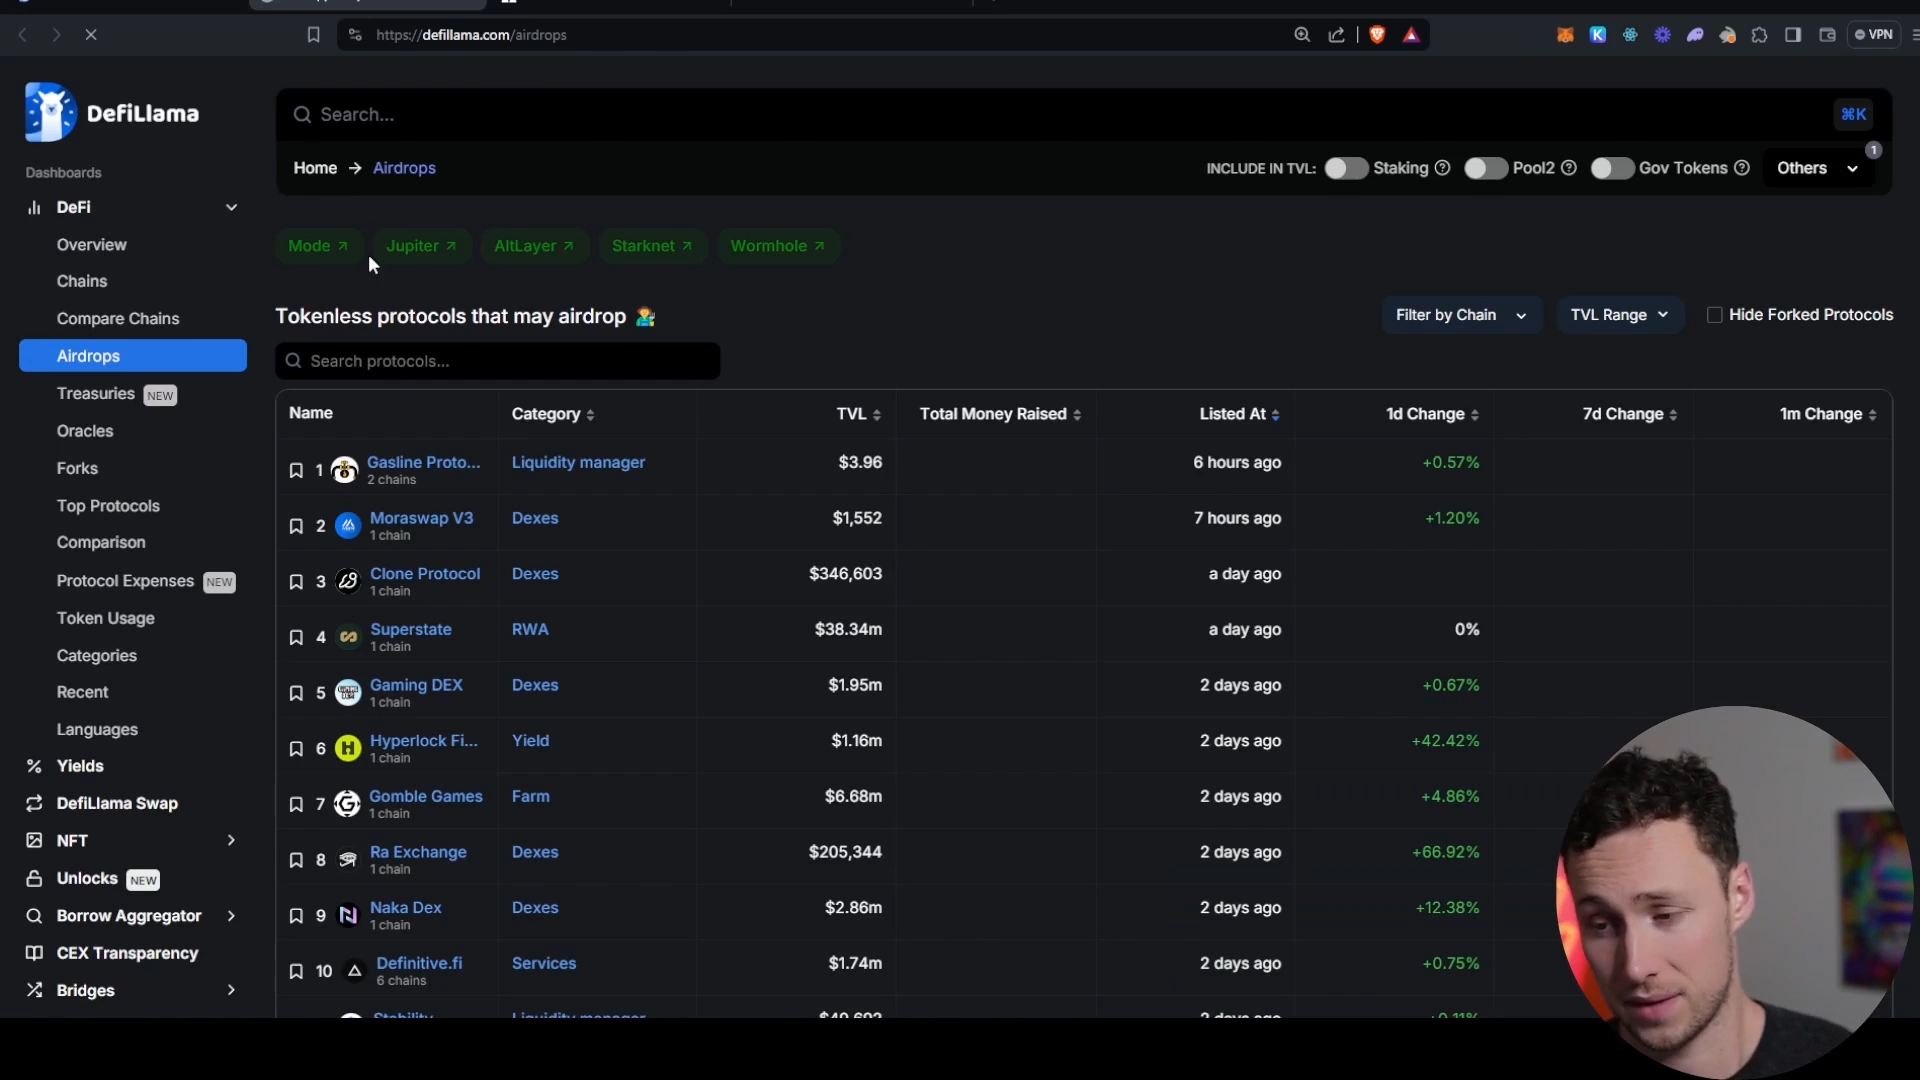 https://defillama.com/airdrops
VPN
DefiLlama
Search...
⌘K
Home → Airdrops
INCLUDE IN TVL: Staking Pool2 Gov Tokens Others
1
Dashboards
DeFi
Overview
Chains
Compare Chains
Airdrops
Treasuries NEW
Oracles
Forks
Top Protocols
Comparison
Protocol Expenses NEW
Token Usage
Categories
Recent
Languages
Yields
DefiLlama Swap
NFT
Unlocks NEW
Borrow Aggregator
CEX Transparency
Bridges
Mode Jupiter AltLayer Starknet Wormhole
Tokenless protocols that may airdrop
Filter by Chain TVL Range Hide Forked Protocols
Search protocols...
Name Category TVL Total Money Raised Listed At 1d Change 7d Change 1m Change
1 Gasline Proto... Liquidity manager $3.96 6 hours ago +0.57%
2 chains
2 Moraswap V3 Dexes $1,552 7 hours ago +1.20%
1 chain
3 Clone Protocol Dexes $346,603 a day ago
1 chain
4 Superstate RWA $38.34m a day ago 0%
1 chain
5 Gaming DEX Dexes $1.95m 2 days ago +0.67%
1 chain
6 Hyperlock Fi... Yield $1.16m 2 days ago +42.42%
1 chain
7 Gomble Games Farm $6.68m 2 days ago +4.86%
1 chain
8 Ra Exchange Dexes $205,344 2 days ago +66.92%
1 chain
9 Naka Dex Dexes $2.86m 2 days ago +12.38%
1 chain
10 Definitive.fi Services $1.74m 2 days ago +0.75%
6 chains
Stability Liquidity manager $40,692 2 days ago +0.11%